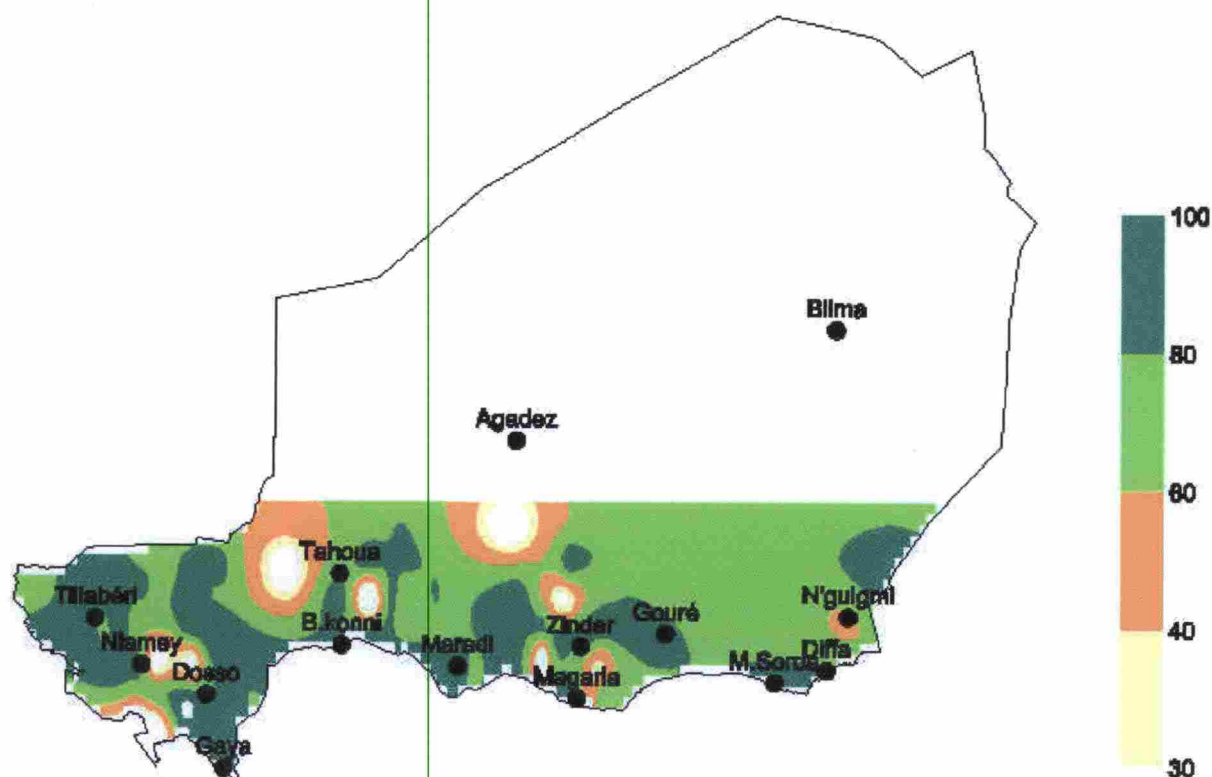 Bilma
Agadez
Tahoua
Tillabéri
N'guigmi
Gouré
B.konni
Zinder
Maradi
Niamey
Diffa
M.Soroa
Dosso
Magaria
Gaya
100
80
60
40
30